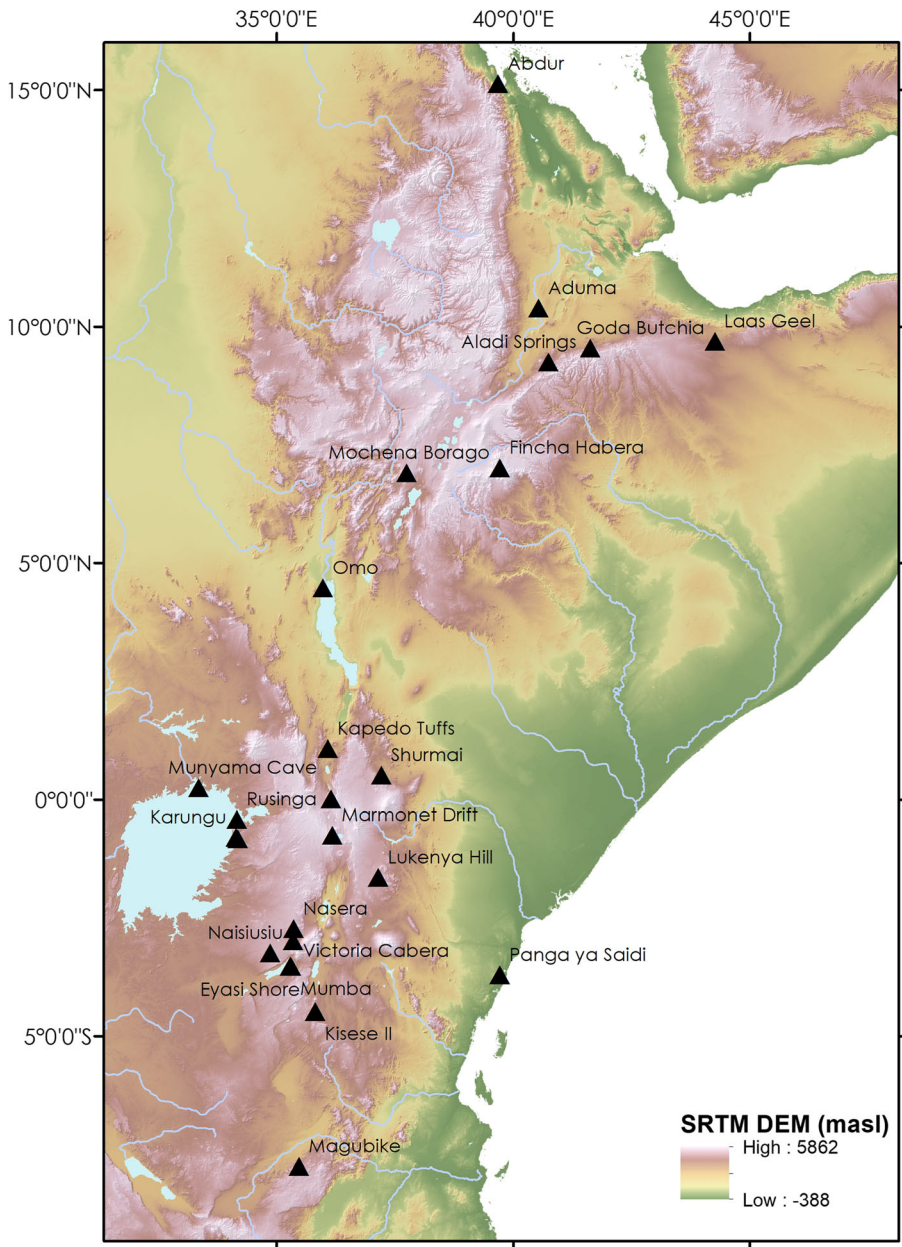 35°0'0"E
40°0'0"E
45°0'0"E
15°0'0"N
Abdur
Aduma
10°0'0"N
Aladi Springs
Goda Butchia
Laas Geel
Mochena Borago
Fincha Habera
5°0'0"N
Omo
Kapedo Tuffs
Shurmai
Munyama Cave
0°0'0"N
Rusinga
Karungu
Marmonet Drift
Lukenya Hill
Nasera
Naisiusiu
Victoria Cabera
Panga ya Saidi
Eyasi Shore
Mumba
Kisese II
5°0'0"S
Magubike
SRTM DEM (masl)
High : 5862
Low : -388